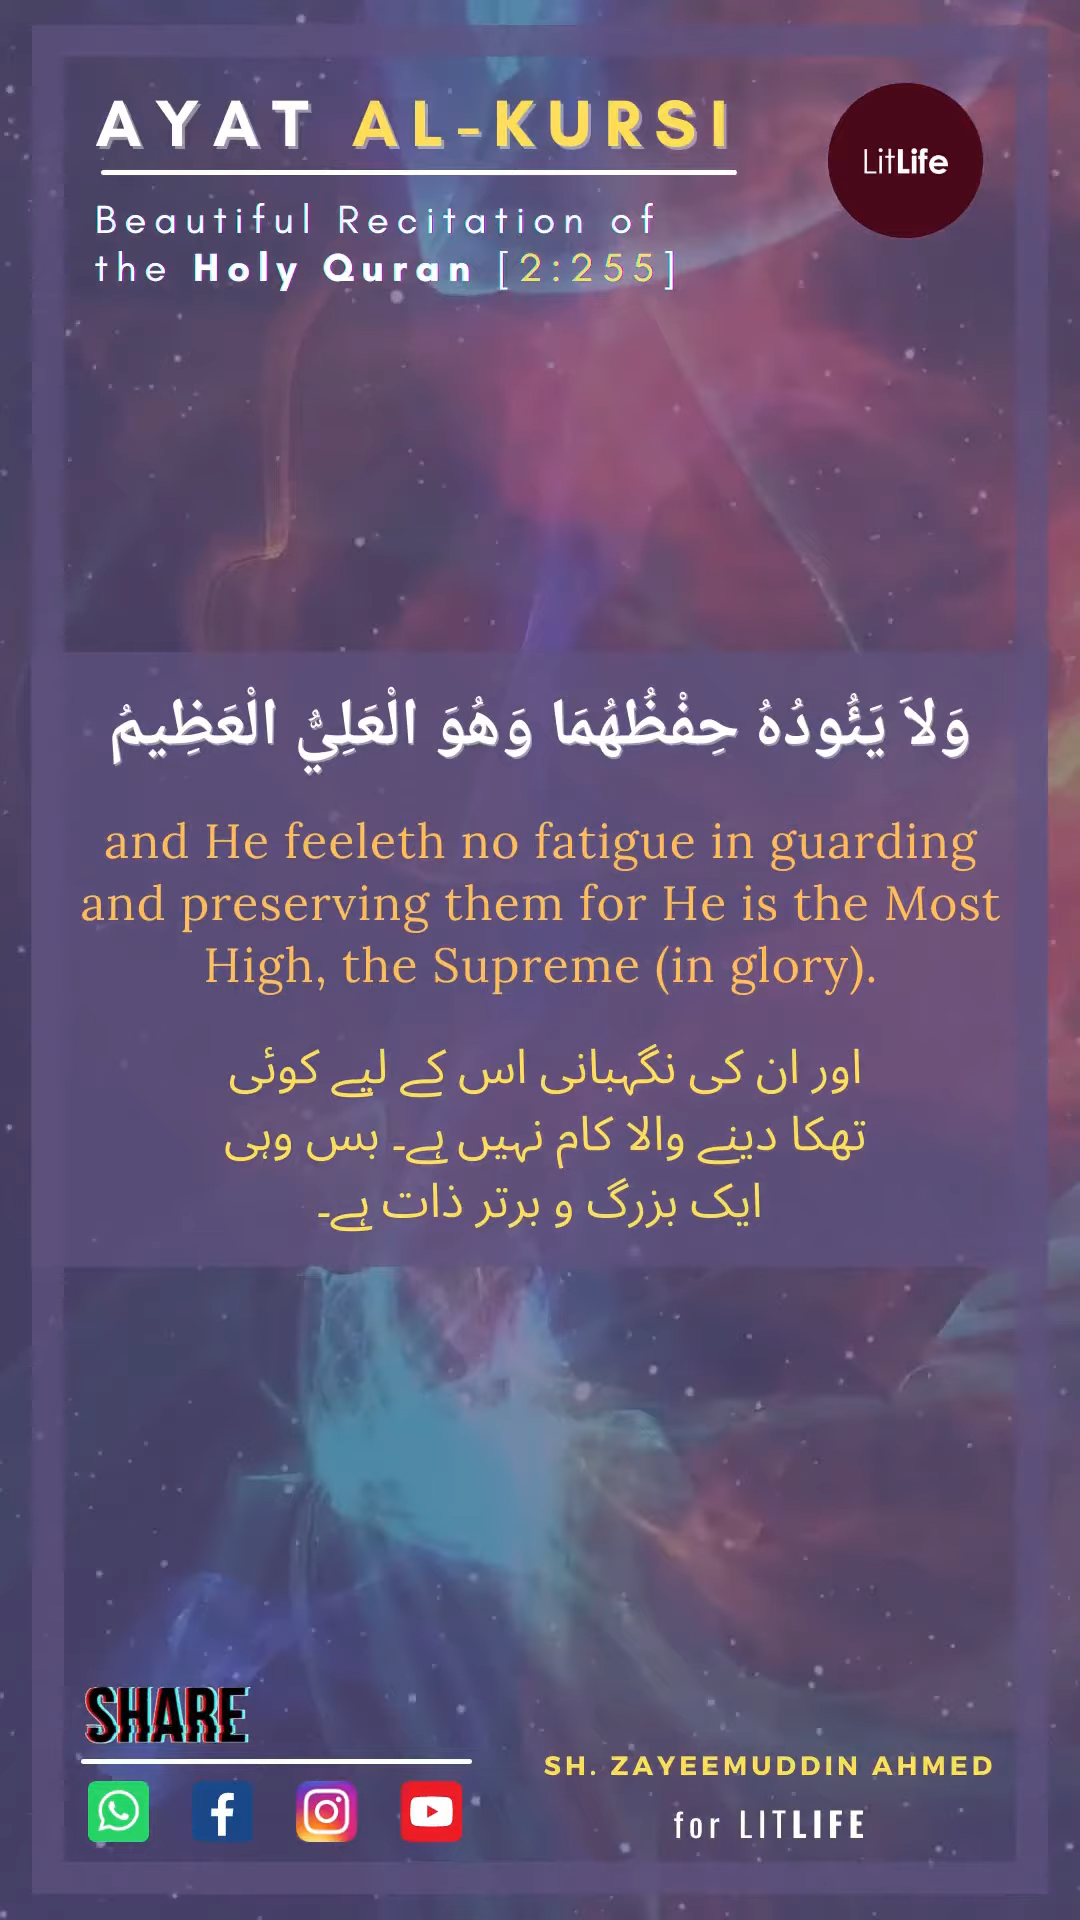 AYAT AL-KURSI
LitLife
Beautiful Recitation of
the Holy Quran [2:255]
وَلاَ يَئُودُهُ حِفْظُهُمَا وَهُوَ الْعَلِيُّ الْعَظِيمُ
and He feeleth no fatigue in guarding
and preserving them for He is the Most
High, the Supreme (in glory).
اور ان کی نگہبانی اس کے لیے کوئی
تھکا دینے والا کام نہیں ہے۔ بس وہی
ایک بزرگ و برتر ذات ہے۔
SHARE
SH. ZAYEEMUDDIN AHMED
for LITLIFE